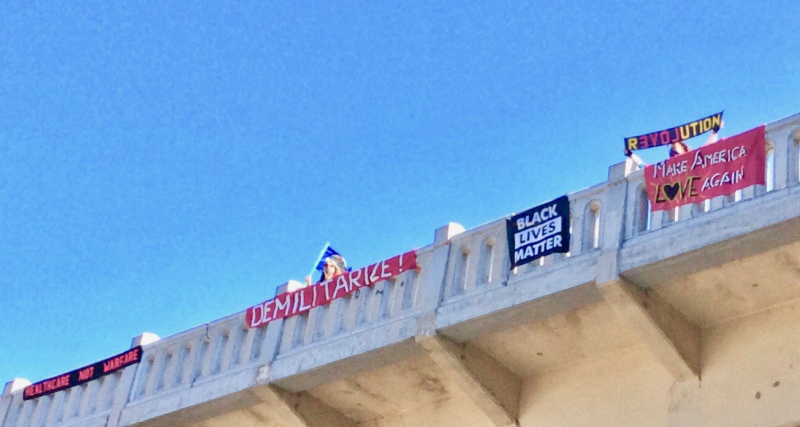 HEALTHCARE NOT WARFARE
DEMILITARIZE!
BLACK
LIVES
MATTER
REVOLUTION
MAKE AMERICA
LOVE AGAIN